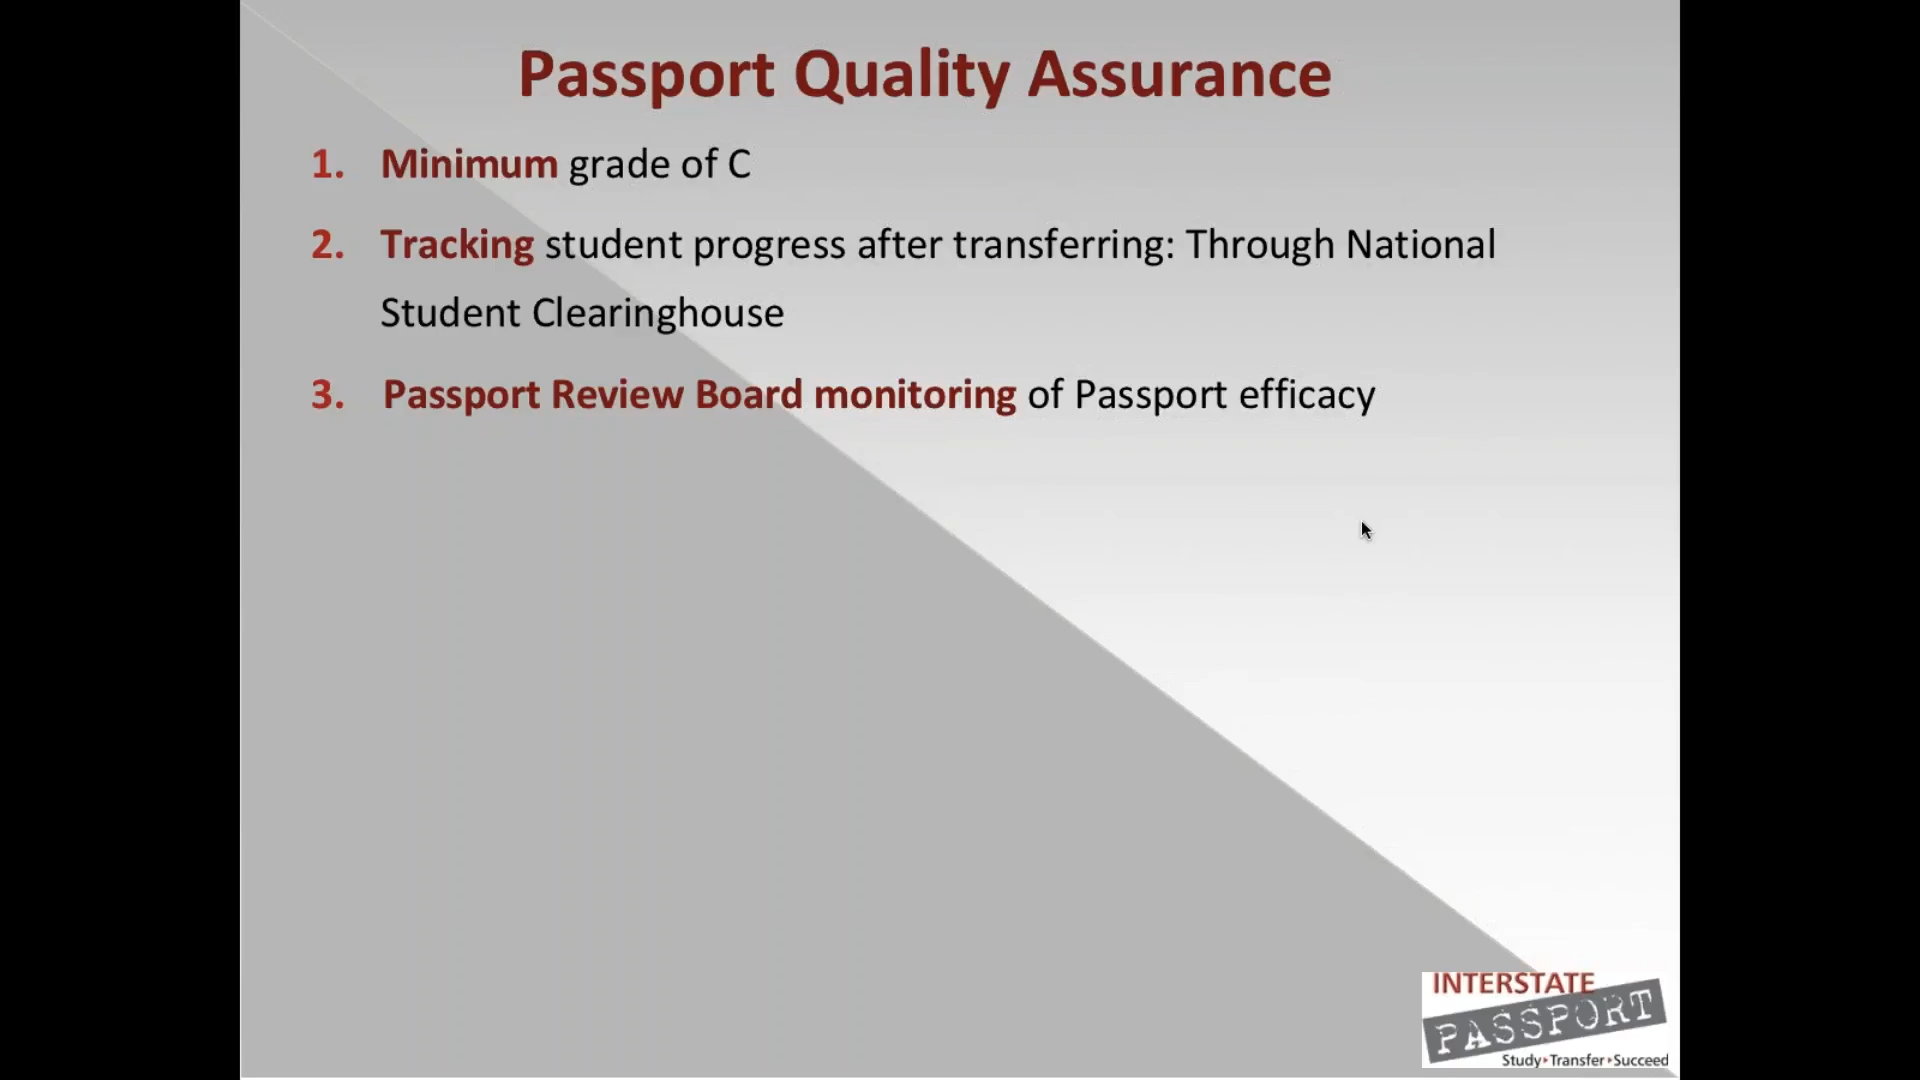 Passport Quality Assurance
1. Minimum grade of C
2. Tracking student progress after transferring: Through National
Student Clearinghouse
3. Passport Review Board monitoring of Passport efficacy
INTERSTATE
PASSPORT
Study▸Transfer▸Succeed